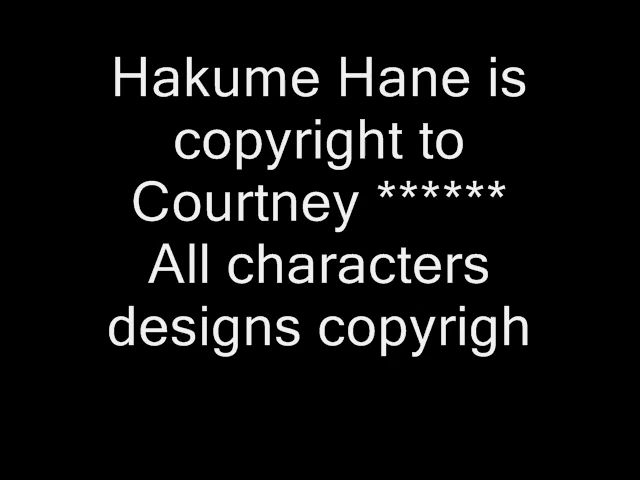 Hakume Hane is
copyright to
Courtney ******
All characters
designs copyrigh